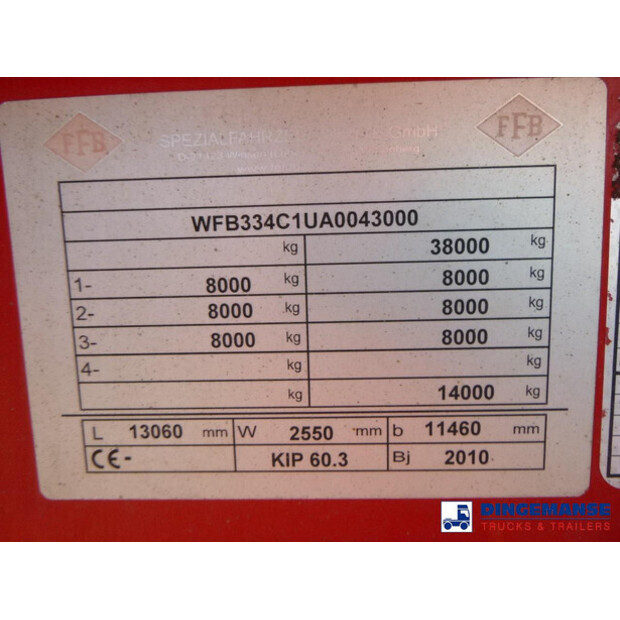 FFB
SPEZIALFAHRZ GmbH
FFB
WFB334C1UA0043000
kg 38000 kg
1- 8000 kg 8000 kg
2- 8000 kg 8000 kg
3- 8000 kg 8000 kg
4- kg kg
kg 14000 kg
L 13060 mm W 2550 mm b 11460 mm
CE- KIP 60.3 Bj 2010
DINGEMANSE
TRUCKS & TRAILERS